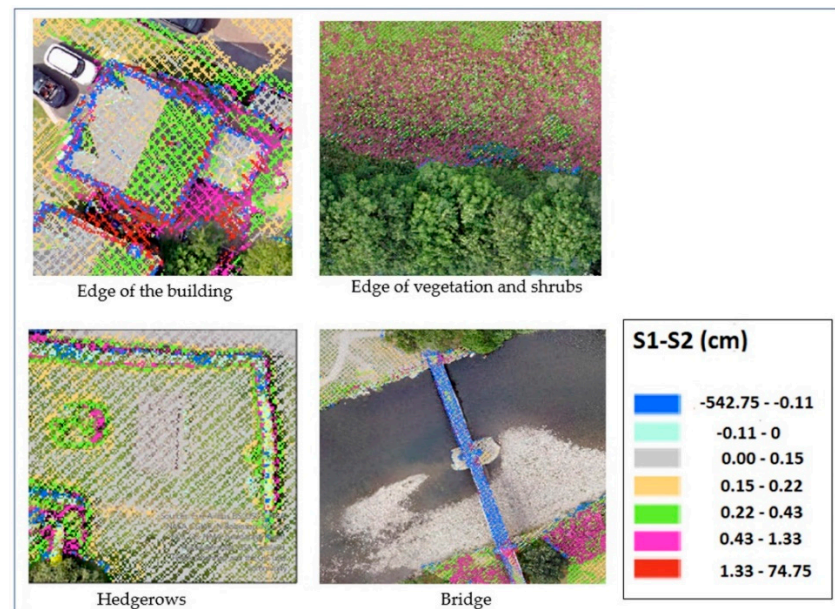 Edge of the building
Edge of vegetation and shrubs
Hedgerows
Bridge
S1-S2 (cm)
-542.75 - -0.11
-0.11 - 0
0.00 - 0.15
0.15 - 0.22
0.22 - 0.43
0.43 - 1.33
1.33 - 74.75